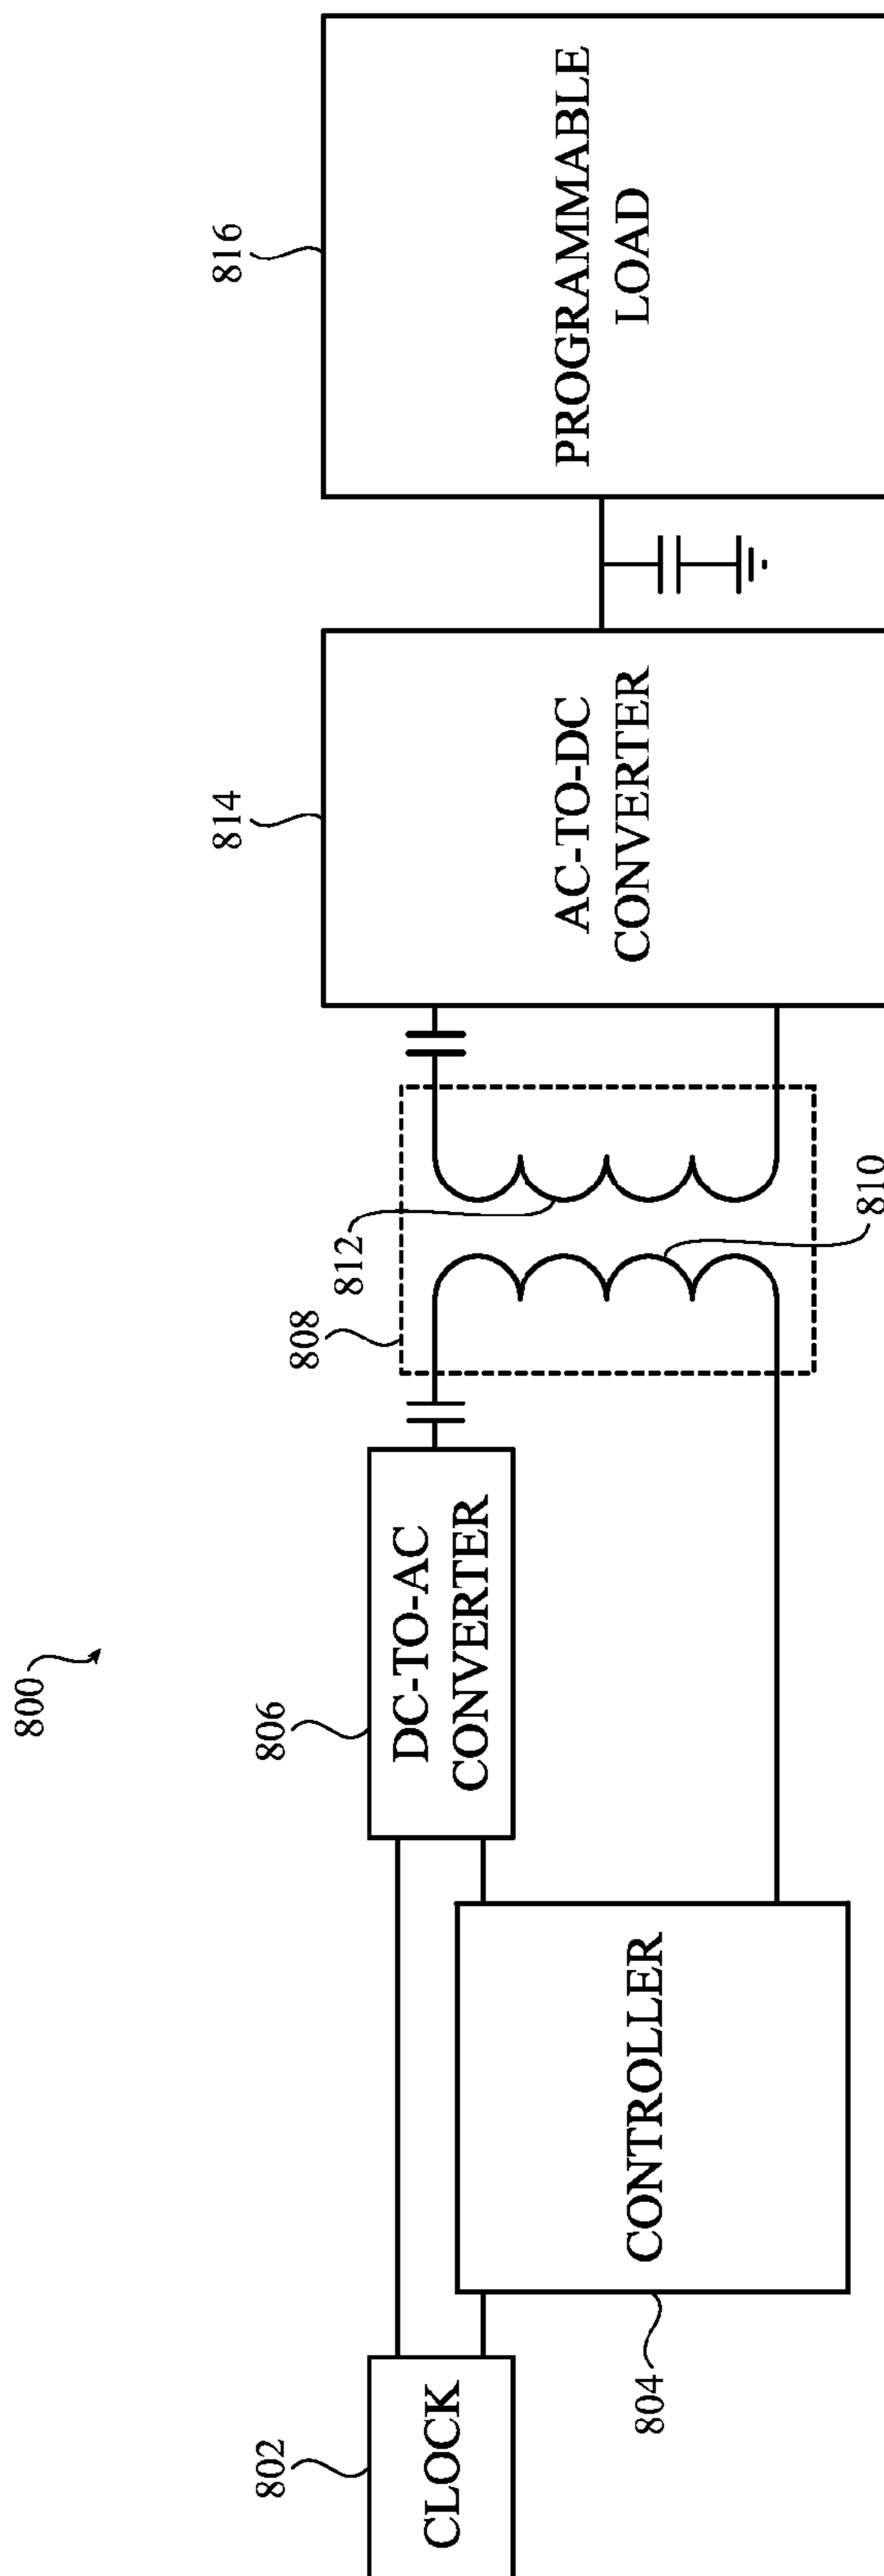 800
802
CLOCK
804
CONTROLLER
806
DC-TO-AC
CONVERTER
808
810
812
814
AC-TO-DC
CONVERTER
816
PROGRAMMABLE
LOAD